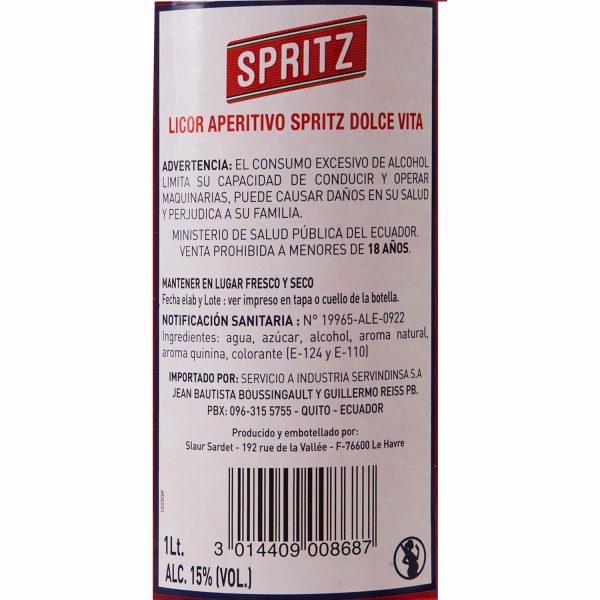 SPRITZ
LICOR APERITIVO SPRITZ DOLCE VITA
ADVERTENCIA: EL CONSUMO EXCESIVO DE ALCOHOL
LIMITA SU CAPACIDAD DE CONDUCIR Y OPERAR
MAQUINARIAS, PUEDE CAUSAR DAÑOS EN SU SALUD
Y PERJUDICA A SU FAMILIA.
MINISTERIO DE SALUD PÚBLICA DEL ECUADOR.
VENTA PROHIBIDA A MENORES DE 18 AÑOS.
MANTENER EN LUGAR FRESCO Y SECO
Fecha elab y Lote : ver impreso en tapa o cuello de la botella.
NOTIFICACIÓN SANITARIA : N° 19965-ALE-0922
Ingredientes: agua, azúcar, alcohol, aroma natural,
aroma quinina, colorante (E-124 y E-110)
IMPORTADO POR: SERVICIO A INDUSTRIA SERVINDINSA S.A
JEAN BAUTISTA BOUSSINGAULT Y GUILLERMO REISS PB.
PBX: 096-315 5755 - QUITO - ECUADOR
Producido y embotellado por:
Slaur Sardet - 192 rue de la Vallée - F-76600 Le Havre
1Lt.
ALC. 15% (VOL.)
3 014409 008687